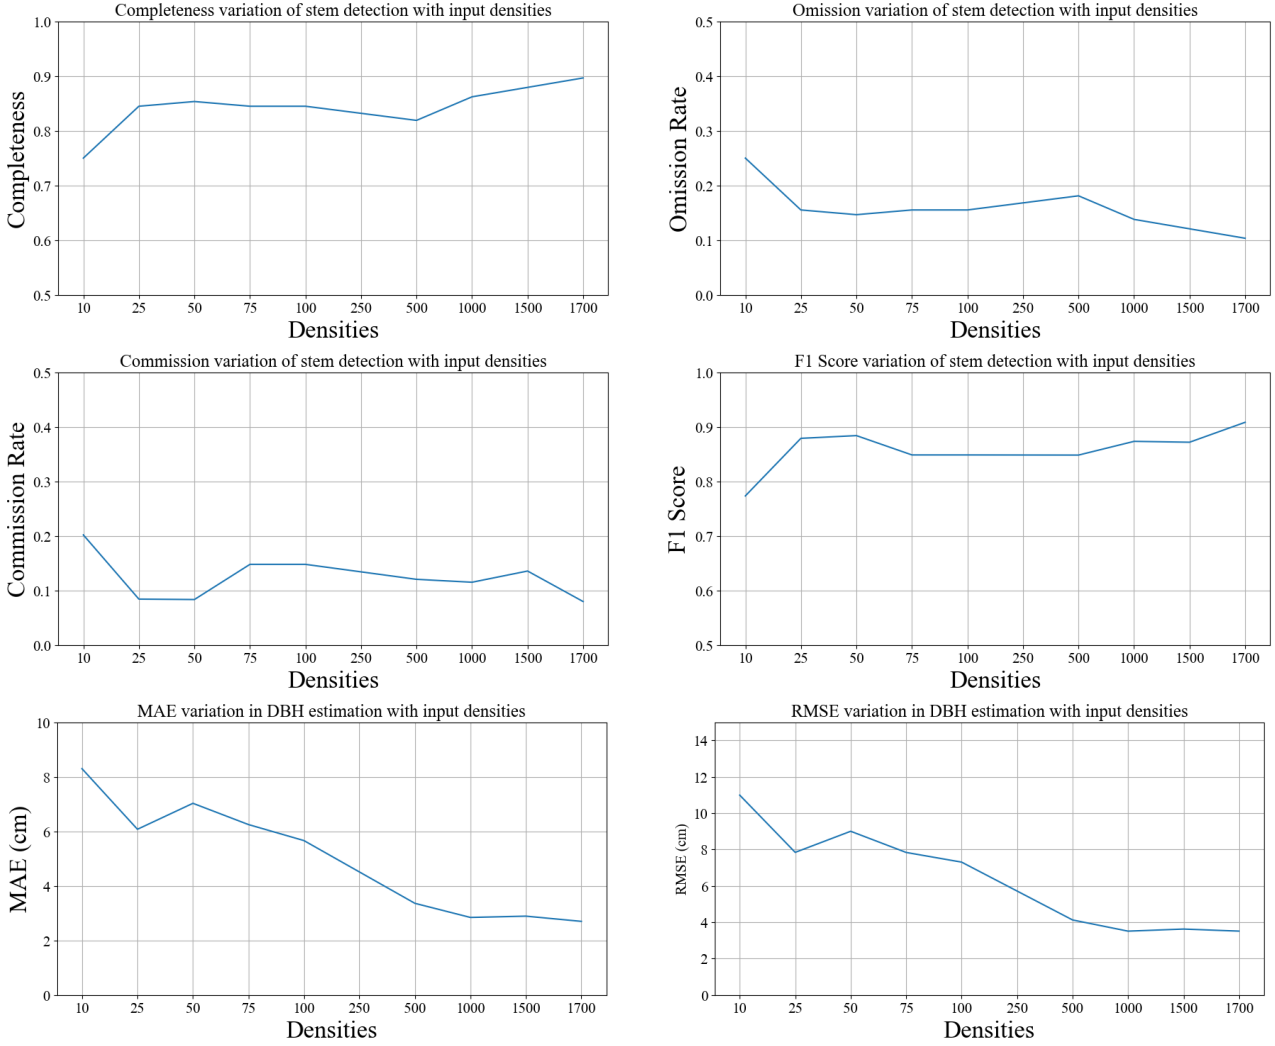 Completeness variation of stem detection with input densities
Completeness
1.0
0.9
0.8
0.7
0.6
0.5
10 25 50 75 100 250 500 1000 1500 1700
Densities
Omission variation of stem detection with input densities
Omission Rate
0.5
0.4
0.3
0.2
0.1
0.0
10 25 50 75 100 250 500 1000 1500 1700
Densities
Commission variation of stem detection with input densities
Commission Rate
0.5
0.4
0.3
0.2
0.1
0.0
10 25 50 75 100 250 500 1000 1500 1700
Densities
F1 Score variation of stem detection with input densities
F1 Score
1.0
0.9
0.8
0.7
0.6
0.5
10 25 50 75 100 250 500 1000 1500 1700
Densities
MAE variation in DBH estimation with input densities
MAE (cm)
10
8
6
4
2
0
10 25 50 75 100 250 500 1000 1500 1700
Densities
RMSE variation in DBH estimation with input densities
RMSE (cm)
14
12
10
8
6
4
2
0
10 25 50 75 100 250 500 1000 1500 1700
Densities